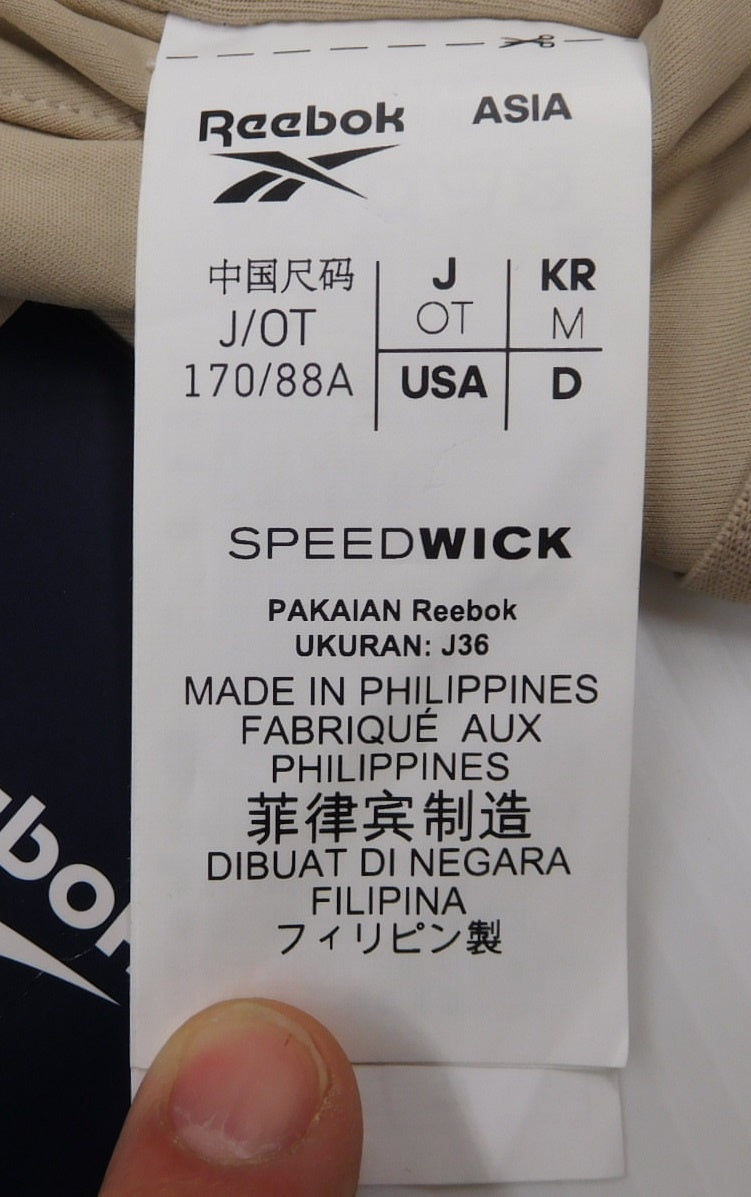 Reebok ASIA
中国尺码
J/OT
170/88A
J KR
OT M
USA D
SPEEDWICK
PAKAIAN Reebok
UKURAN: J36
MADE IN PHILIPPINES
FABRIQUÉ AUX
PHILIPPINES
菲律宾制造
DIBUAT DI NEGARA
FILIPINA
フィリピン製